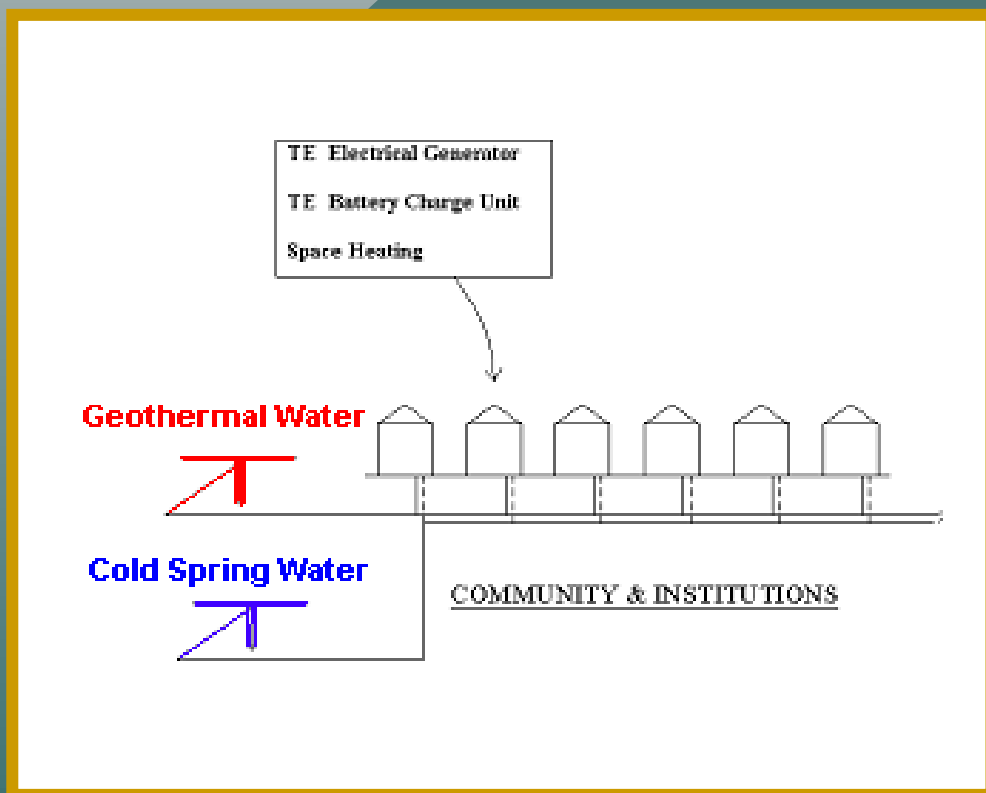 TE Electrical Generator
TE Battery Charge Unit
Space Heating
Geothermal Water
Cold Spring Water
COMMUNITY & INSTITUTIONS